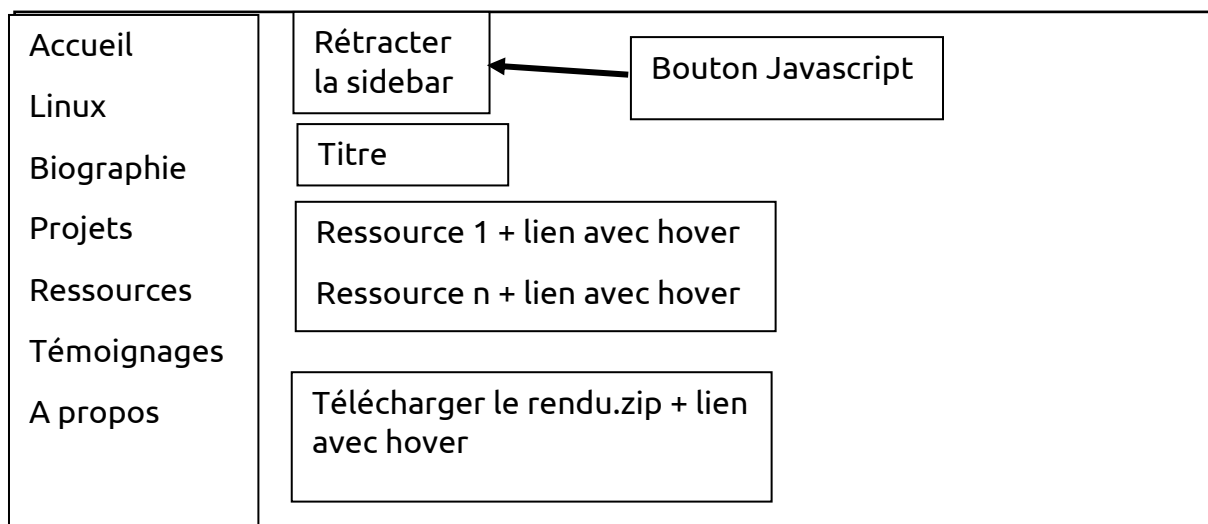 Accueil
Linux
Biographie
Projets
Ressources
Témoignages
A propos
Rétracter
la sidebar
Bouton Javascript
Titre
Ressource 1 + lien avec hover
Ressource n + lien avec hover
Télécharger le rendu.zip + lien
avec hover